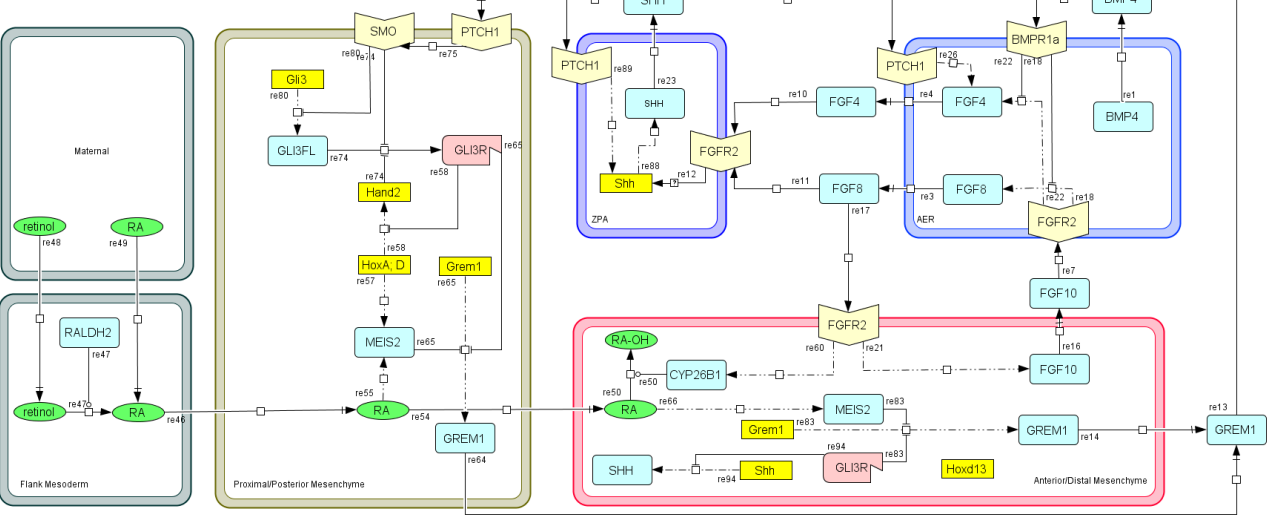 SHH
BMP4
SMO
PTCH1
BMPR1a
re80
re74
re75
PTCH1
re89
PTCH1
re26
re22
re18
Gli3
re80
re23
SHH
re10
FGF4
re4
FGF4
re1
BMP4
GLI3FL
re74
GLI3R
re65
re58
FGFR2
re88
re12
Shh
re74
Hand2
re11
FGF8
re3
FGF8
re17
re22
re18
Maternal
retinol
RA
re48
re49
ZPA
AER
FGFR2
re58
HoxA, D
re57
Grem1
re65
re7
FGF10
RALDH2
re47
MEIS2
re65
FGFR2
re60
re21
re16
FGF10
RA-OH
re50
CYP26B1
re55
re50
retinol
re47
RA
re46
RA
re54
RA
re66
MEIS2
re83
re13
Grem1
re83
GREM1
re14
GREM1
GREM1
re64
re94
re83
SHH
Shh
re94
GLI3R
Hoxd13
Flank Mesoderm
Proximal/Posterior Mesenchyme
Anterior/Distal Mesenchyme